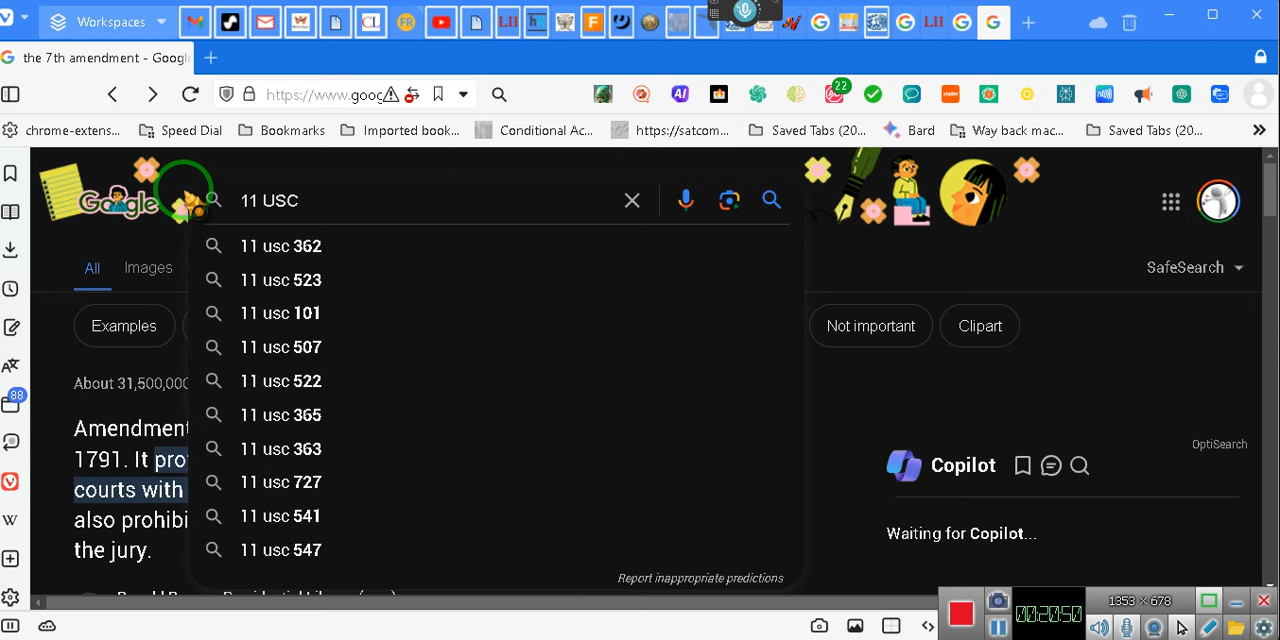 Workspaces
the 7th amendment - Googl
https://www.goog
22
chrome-extens...
Speed Dial
Bookmarks
Imported book...
Conditional Ac...
https://satcom...
Saved Tabs (20...
Bard
Way back mac...
Saved Tabs (20...
Google
11 USC
11 usc 362
11 usc 523
11 usc 101
11 usc 507
11 usc 522
11 usc 365
11 usc 363
11 usc 727
11 usc 541
11 usc 547
Report inappropriate predictions
All
Images
SafeSearch
Examples
Not important
Clipart
About 31,500,000
Amendment
1791. It pro
courts with
also prohibi
the jury.
OptiSearch
Copilot
Waiting for Copilot...
88
1353 × 678
00:20:50